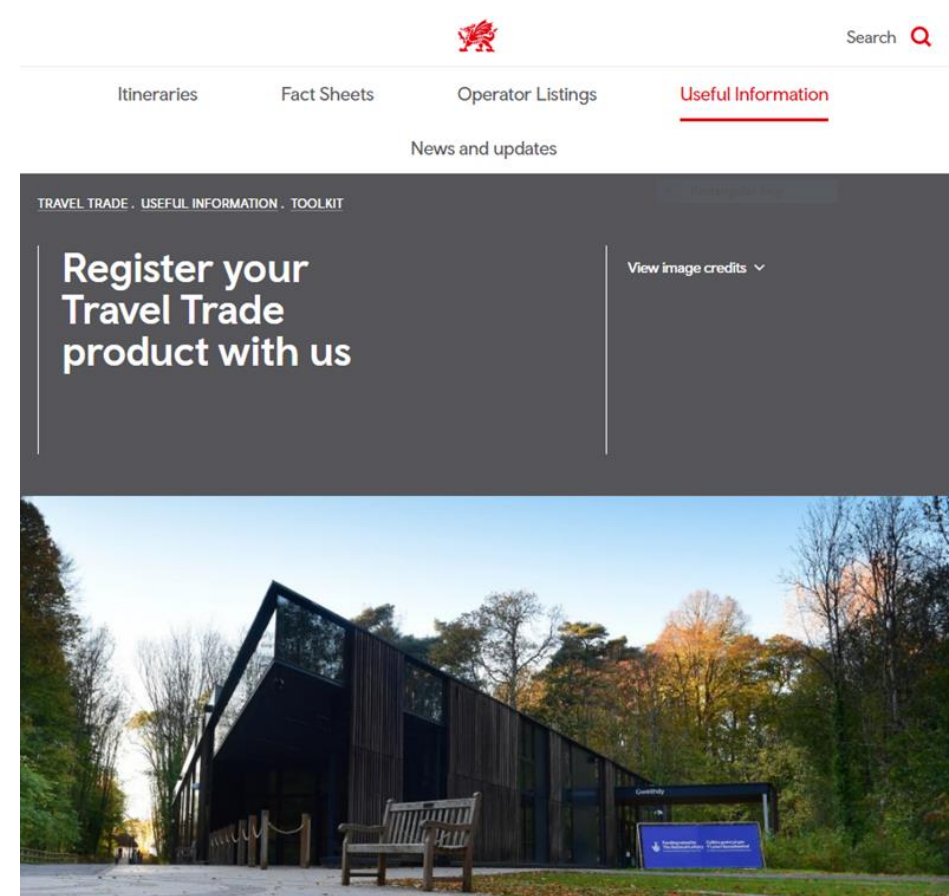 Search
Itineraries
Fact Sheets
Operator Listings
Useful Information
News and updates
TRAVEL TRADE . USEFUL INFORMATION . TOOLKIT
Register your
Travel Trade
product with us
View image credits
Gweithdy